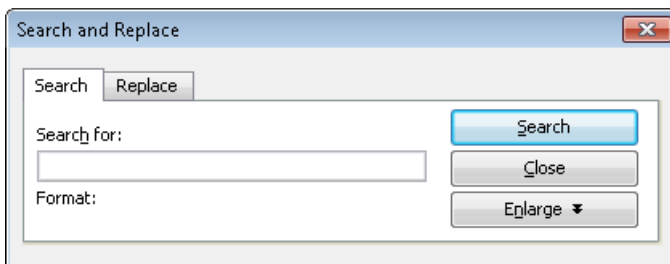 Search and Replace
Search Replace
Search for:
Search
Close
Format:
Enlarge